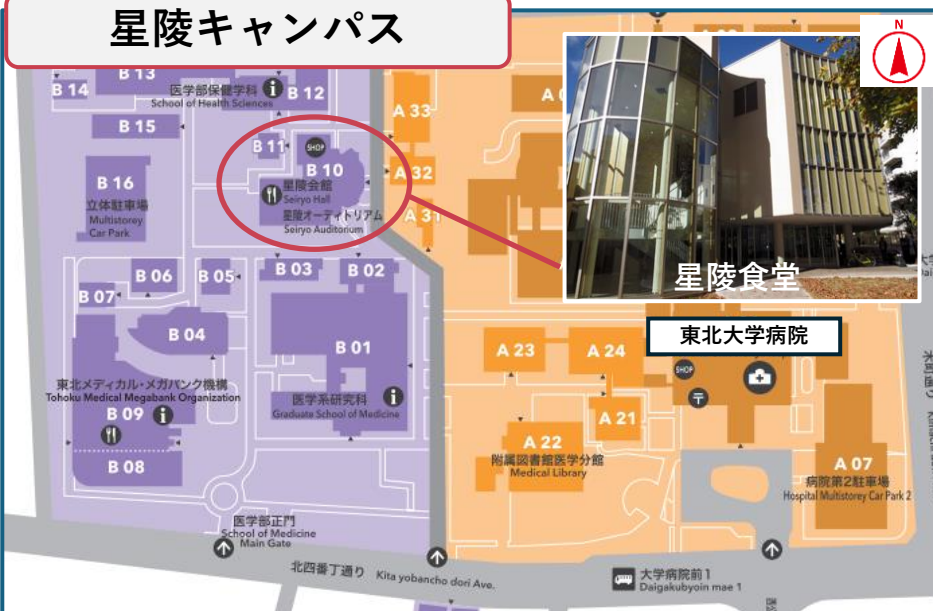 星陵キャンパス
N
B 13
B 14
医学部保健学科
School of Health Sciences
B 12
B 15
B 11
SHOP
B 10
A 33
A 32
A 31
B 16
立体駐車場
Multistorey
Car Park
星陵会館
Seiryo Hall
星陵オーディトリアム
Seiryo Auditorium
星陵食堂
B 06
B 05
B 03
B 02
B 07
B 04
B 01
A 23
A 24
東北大学病院
SHOP
〒
東北メディカル・メガバンク機構
Tohoku Medical Megabank Organization
B 09
医学系研究科
Graduate School of Medicine
A 21
A 22
附属図書館医学分館
Medical Library
B 08
A 07
病院第2駐車場
Hospital Multistorey Car Park 2
医学部正門
School of Medicine
Main Gate
北四番丁通り Kita yobancho dori Ave.
大学病院前1
Daigakubyoin mae 1